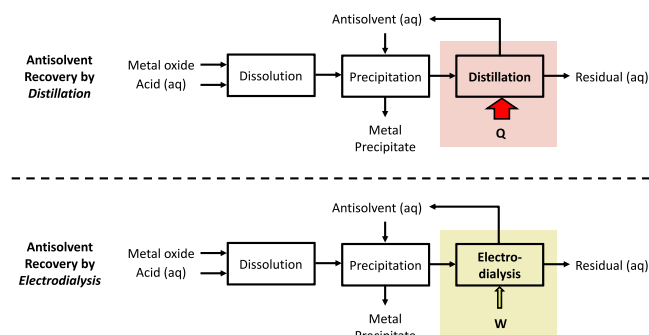 Antisolvent (aq)
Antisolvent
Recovery by
Distillation
Metal oxide
Acid (aq)
Dissolution
Precipitation
Distillation
Residual (aq)
Metal
Precipitate
Q
Antisolvent (aq)
Antisolvent
Recovery by
Electrodialysis
Metal oxide
Acid (aq)
Dissolution
Precipitation
Electro-
dialysis
Residual (aq)
Metal
Precipitate
W